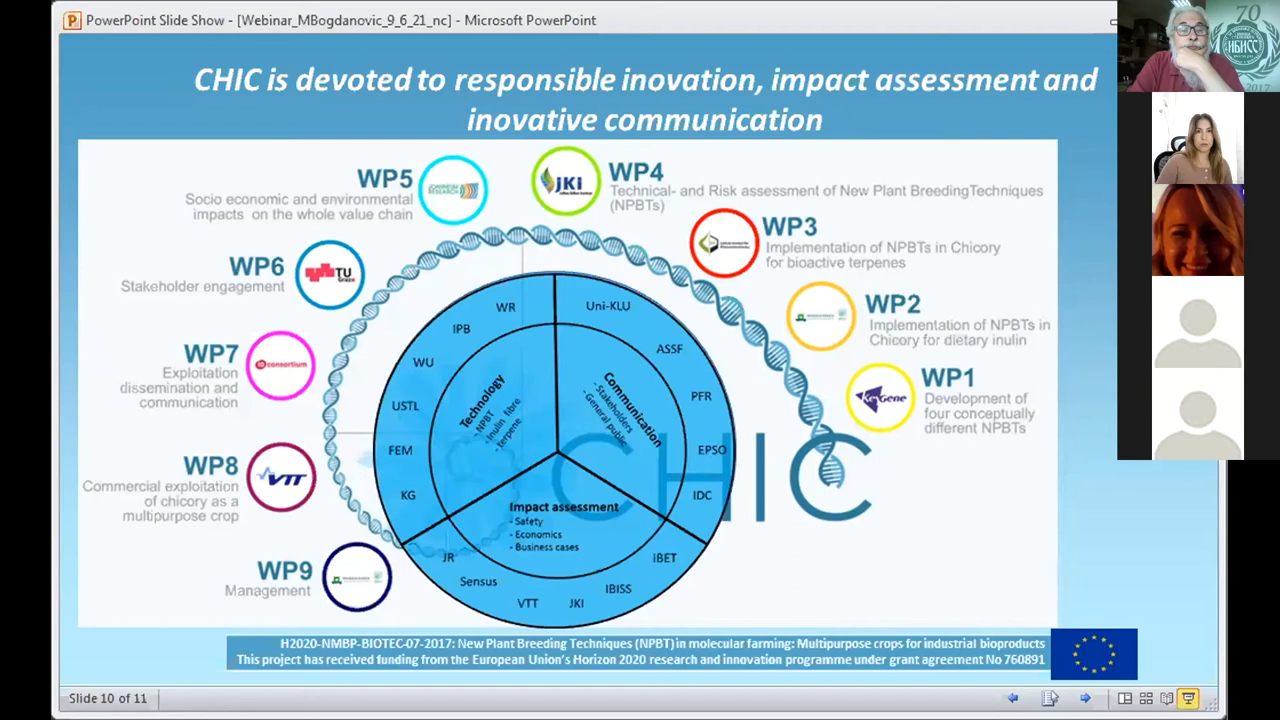 PowerPoint Slide Show - [Webinar_MBogdanovic_9_6_21_nc] - Microsoft PowerPoint
CHIC is devoted to responsible inovation, impact assessment and
inovative communication
WP5
Socio economic and environmental
impacts on the whole value chain
JOANNEUM
RESEARCH
JKI
WP4
Technical- and Risk assessment of New Plant BreedingTechniques
(NPBTs)
WP3
Implementation of NPBTs in Chicory
for bioactive terpenes
WP6
Stakeholder engagement
TU
Graz
WP2
Implementation of NPBTs in
Chicory for dietary inulin
WP7
Exploitation
dissemination and
communication
consortium
KeyGene
WP1
Development of
four conceptually
different NPBTs
WP8
Commercial exploitation
of chicory as a
multipurpose crop
VTT
WP9
Management
WR
IPB
WU
USTL
FEM
KG
Uni-KLU
ASSF
PFR
EPSO
IDC
JR
Sensus
VTT
JKI
IBISS
iBET
Technology
- NPBT
- Inulin fibre
- terpene
Communication
- Stakeholders
- General public
Impact assessment
- Safety
- Economics
- Business cases
CHIC
H2020-NMBP-BIOTEC-07-2017: New Plant Breeding Techniques (NPBT) in molecular farming: Multipurpose crops for industrial bioproducts
This project has received funding from the European Union's Horizon 2020 research and innovation programme under grant agreement No 760891
Slide 10 of 11
70
ИБИСС
2017